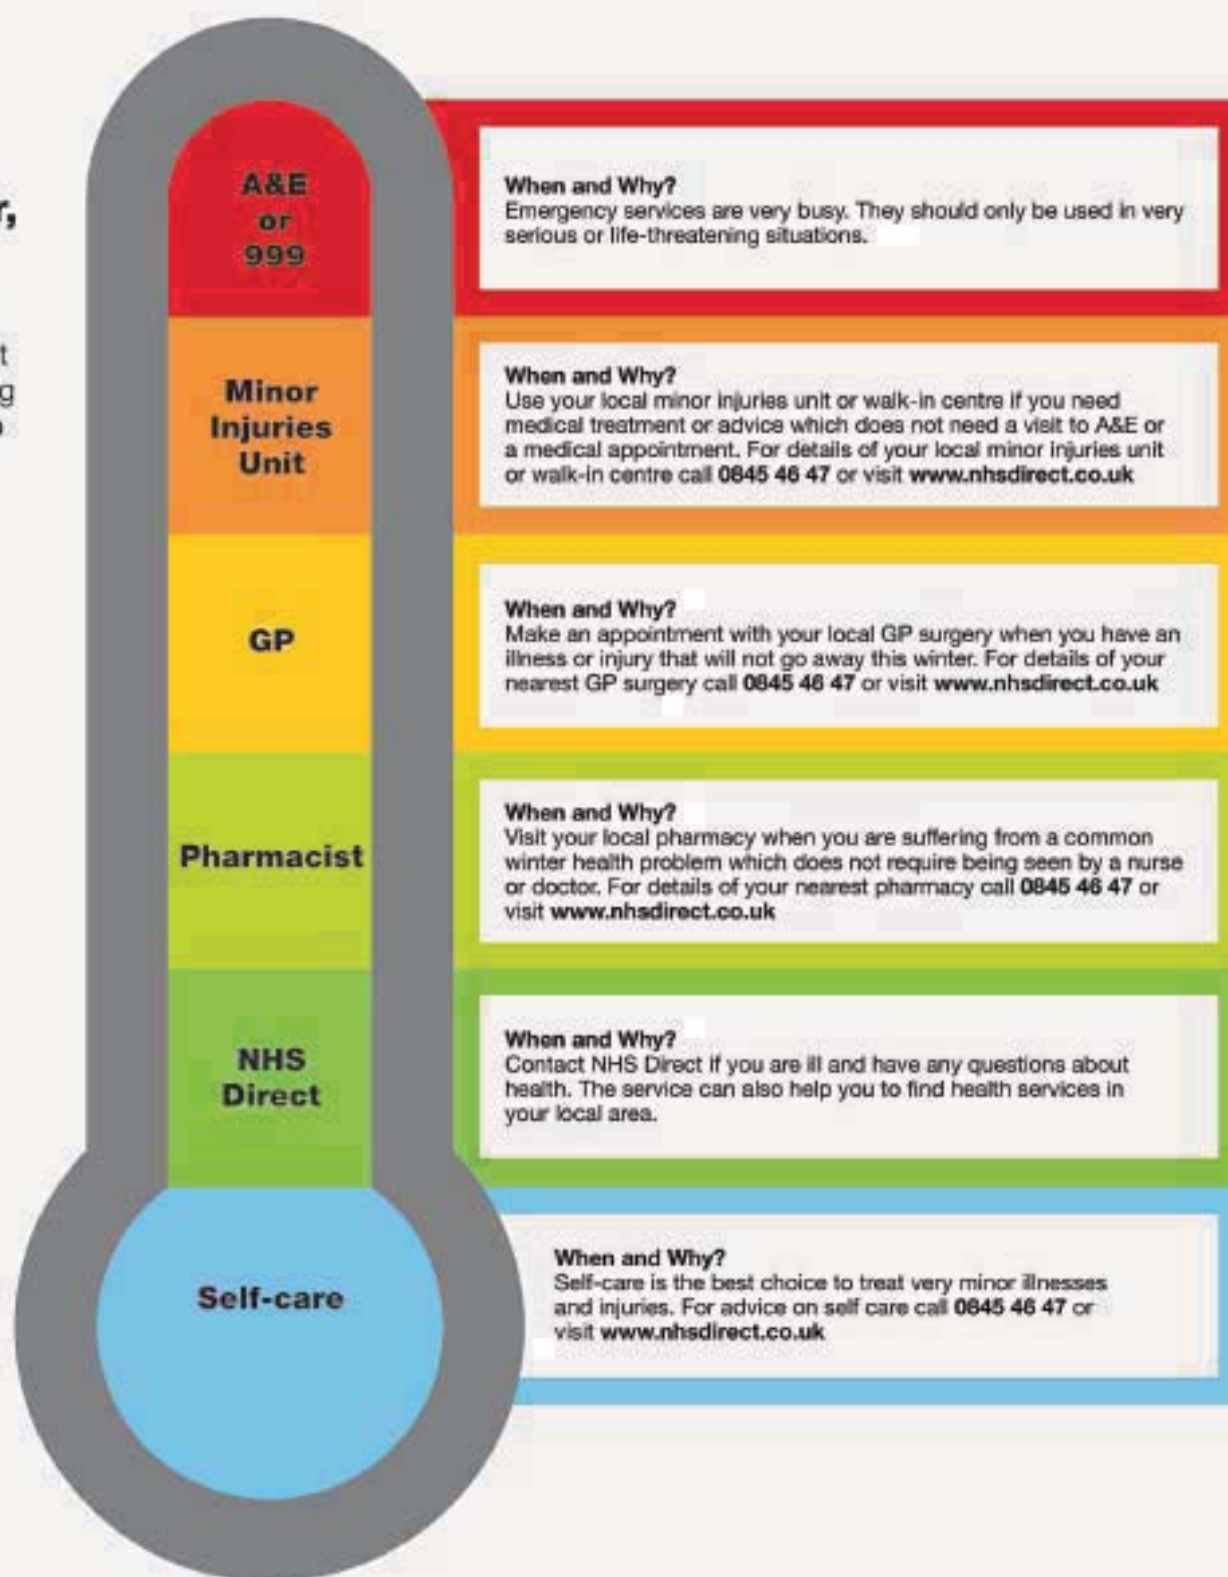 r,
t
g
A&E
or
999
When and Why?
Emergency services are very busy. They should only be used in very
serious or life-threatening situations.
Minor
Injuries
Unit
When and Why?
Use your local minor injuries unit or walk-in centre if you need
medical treatment or advice which does not need a visit to A&E or
a medical appointment. For details of your local minor injuries unit
or walk-in centre call 0845 46 47 or visit www.nhsdirect.co.uk
GP
When and Why?
Make an appointment with your local GP surgery when you have an
illness or injury that will not go away this winter. For details of your
nearest GP surgery call 0845 46 47 or visit www.nhsdirect.co.uk
Pharmacist
When and Why?
Visit your local pharmacy when you are suffering from a common
winter health problem which does not require being seen by a nurse
or doctor. For details of your nearest pharmacy call 0845 46 47 or
visit www.nhsdirect.co.uk
NHS
Direct
When and Why?
Contact NHS Direct if you are ill and have any questions about
health. The service can also help you to find health services in
your local area.
Self-care
When and Why?
Self-care is the best choice to treat very minor illnesses
and injuries. For advice on self care call 0845 46 47 or
visit www.nhsdirect.co.uk